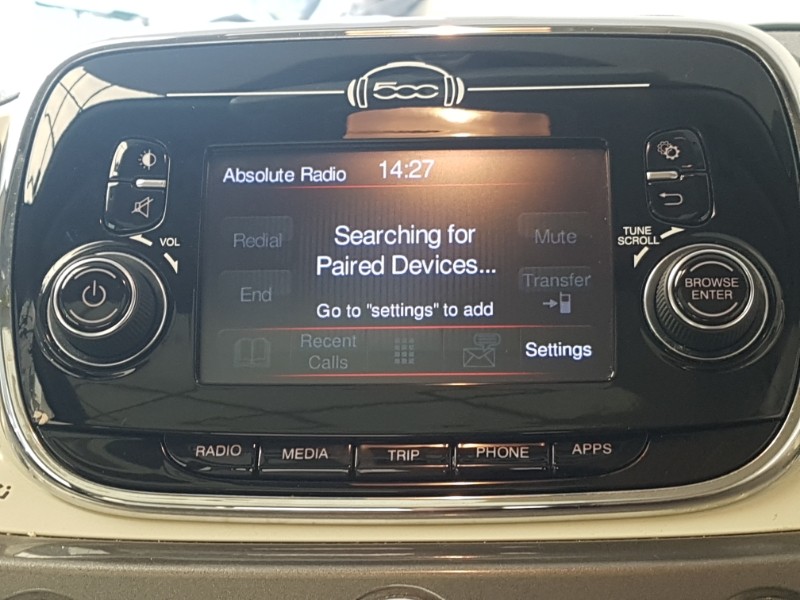 500
Absolute Radio 14:27
VOL
TUNE
SCROLL
Redial
Searching for
Paired Devices...
Mute
End
Go to "settings" to add
Transfer
BROWSE
ENTER
Recent
Calls
Settings
RADIO
MEDIA
TRIP
PHONE
APPS